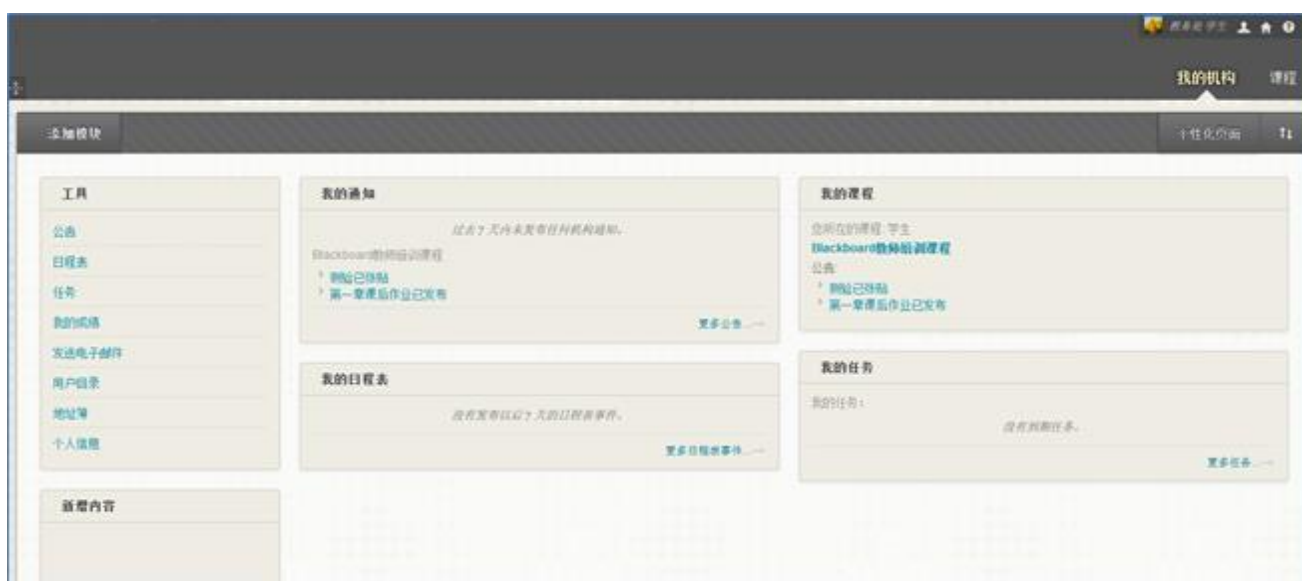 教务处学生
我的机构
课程
添加模块
个性化页面
工具
公告
日程表
任务
我的成绩
发送电子邮件
用户目录
地址簿
个人信息
新增内容
我的通知
过去 7 天内未发布任何机构通知。
Blackboard教师培训课程
测验已张贴
第一章课后作业已发布
更多公告...
我的日程表
没有发布以后 7 天的日程表事件。
更多日程表事件...
我的课程
您所在的课程: 学生
Blackboard教师培训课程
公告:
测验已张贴
第一章课后作业已发布
我的任务
我的任务:
没有到期任务。
更多任务...